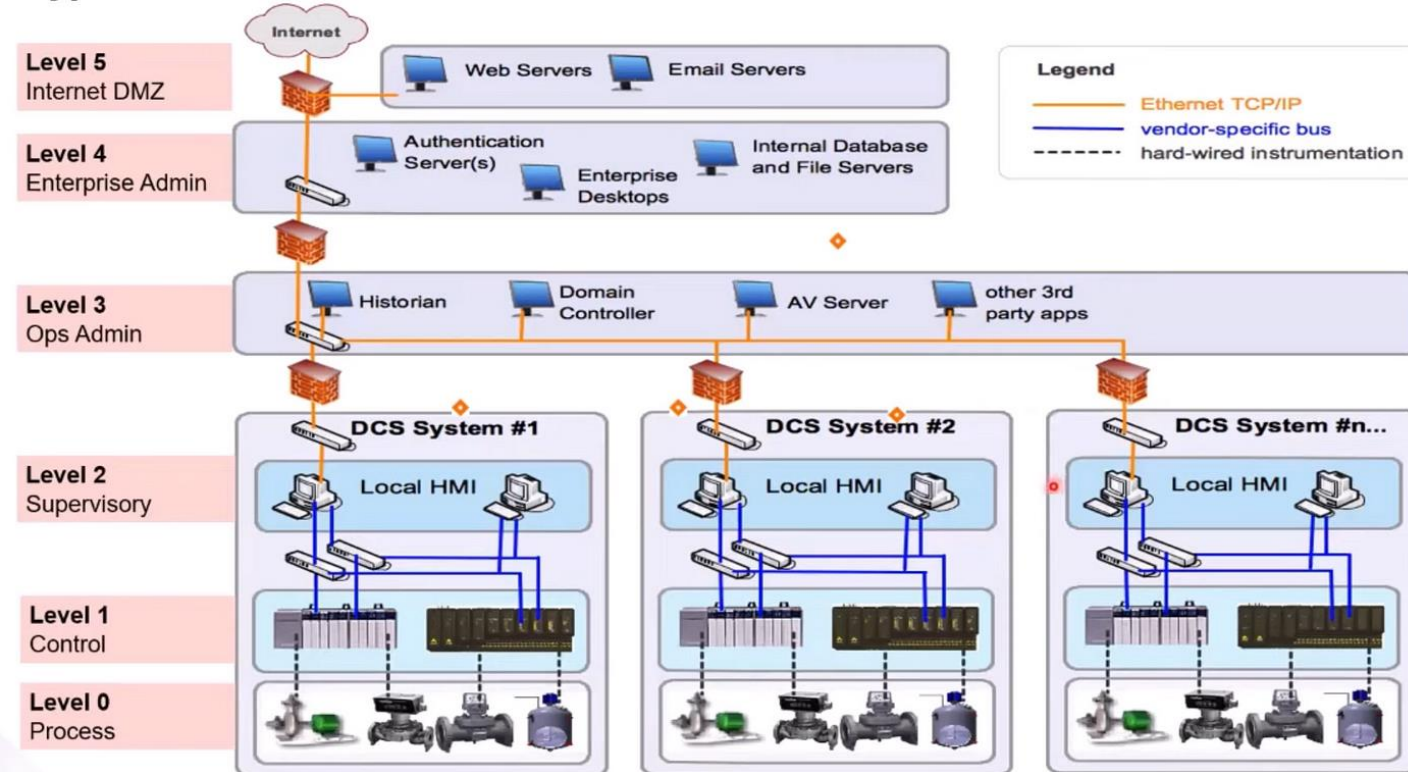 Internet
Level 5
Internet DMZ
Web Servers
Email Servers
Legend
Ethernet TCP/IP
vendor-specific bus
hard-wired instrumentation
Level 4
Enterprise Admin
Authentication
Server(s)
Enterprise
Desktops
Internal Database
and File Servers
Level 3
Ops Admin
Historian
Domain
Controller
AV Server
other 3rd
party apps
DCS System #1
DCS System #2
DCS System #n...
Level 2
Supervisory
Local HMI
Local HMI
Local HMI
Level 1
Control
Level 0
Process